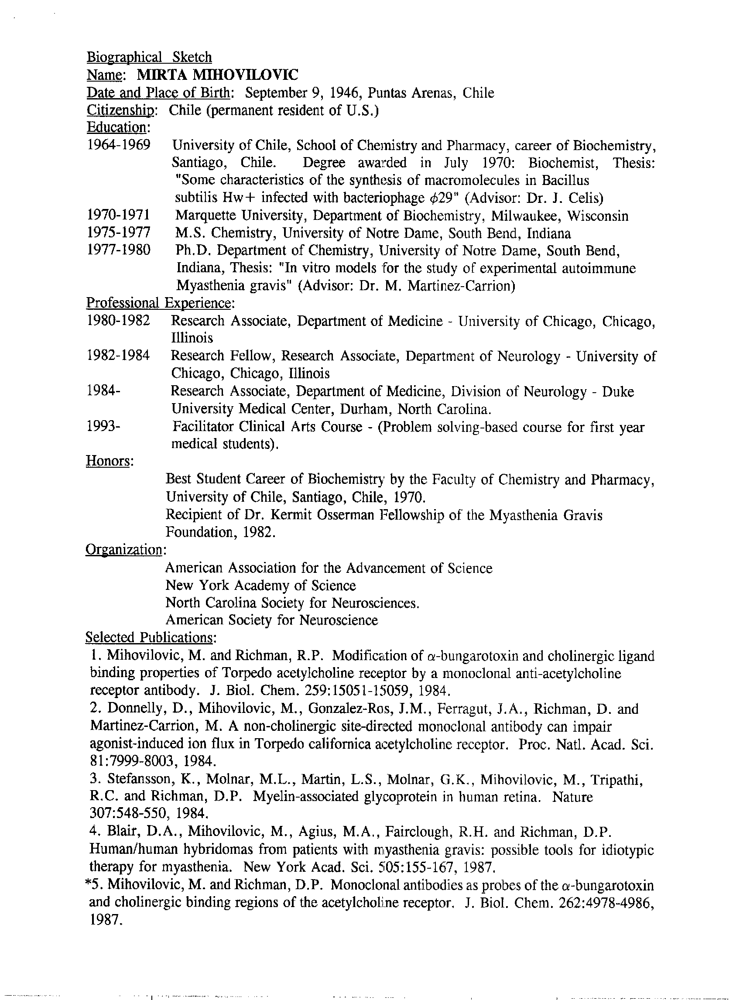 Biographical Sketch
Name: MIRTA MIHOVILOVIC
Date and Place of Birth: September 9, 1946, Puntas Arenas, Chile
Citizenship: Chile (permanent resident of U.S.)
Education:
1964-1969 University of Chile, School of Chemistry and Pharmacy, career of Biochemistry,
Santiago, Chile. Degree awarded in July 1970: Biochemist, Thesis:
"Some characteristics of the synthesis of macromolecules in Bacillus
subtilis Hw+ infected with bacteriophage ϕ29" (Advisor: Dr. J. Celis)
1970-1971 Marquette University, Department of Biochemistry, Milwaukee, Wisconsin
1975-1977 M.S. Chemistry, University of Notre Dame, South Bend, Indiana
1977-1980 Ph.D. Department of Chemistry, University of Notre Dame, South Bend,
Indiana, Thesis: "In vitro models for the study of experimental autoimmune
Myasthenia gravis" (Advisor: Dr. M. Martinez-Carrion)
Professional Experience:
1980-1982 Research Associate, Department of Medicine - University of Chicago, Chicago,
Illinois
1982-1984 Research Fellow, Research Associate, Department of Neurology - University of
Chicago, Chicago, Illinois
1984- Research Associate, Department of Medicine, Division of Neurology - Duke
University Medical Center, Durham, North Carolina.
1993- Facilitator Clinical Arts Course - (Problem solving-based course for first year
medical students).
Honors:
Best Student Career of Biochemistry by the Faculty of Chemistry and Pharmacy,
University of Chile, Santiago, Chile, 1970.
Recipient of Dr. Kermit Osserman Fellowship of the Myasthenia Gravis
Foundation, 1982.
Organization:
American Association for the Advancement of Science
New York Academy of Science
North Carolina Society for Neurosciences.
American Society for Neuroscience
Selected Publications:
1. Mihovilovic, M. and Richman, R.P. Modification of α-bungarotoxin and cholinergic ligand
binding properties of Torpedo acetylcholine receptor by a monoclonal anti-acetylcholine
receptor antibody. J. Biol. Chem. 259:15051-15059, 1984.
2. Donnelly, D., Mihovilovic, M., Gonzalez-Ros, J.M., Ferragut, J.A., Richman, D. and
Martinez-Carrion, M. A non-cholinergic site-directed monoclonal antibody can impair
agonist-induced ion flux in Torpedo californica acetylcholine receptor. Proc. Natl. Acad. Sci.
81:7999-8003, 1984.
3. Stefansson, K., Molnar, M.L., Martin, L.S., Molnar, G.K., Mihovilovic, M., Tripathi,
R.C. and Richman, D.P. Myelin-associated glycoprotein in human retina. Nature
307:548-550, 1984.
4. Blair, D.A., Mihovilovic, M., Agius, M.A., Fairclough, R.H. and Richman, D.P.
Human/human hybridomas from patients with myasthenia gravis: possible tools for idiotypic
therapy for myasthenia. New York Acad. Sci. 505:155-167, 1987.
*5. Mihovilovic, M. and Richman, D.P. Monoclonal antibodies as probes of the α-bungarotoxin
and cholinergic binding regions of the acetylcholine receptor. J. Biol. Chem. 262:4978-4986,
1987.